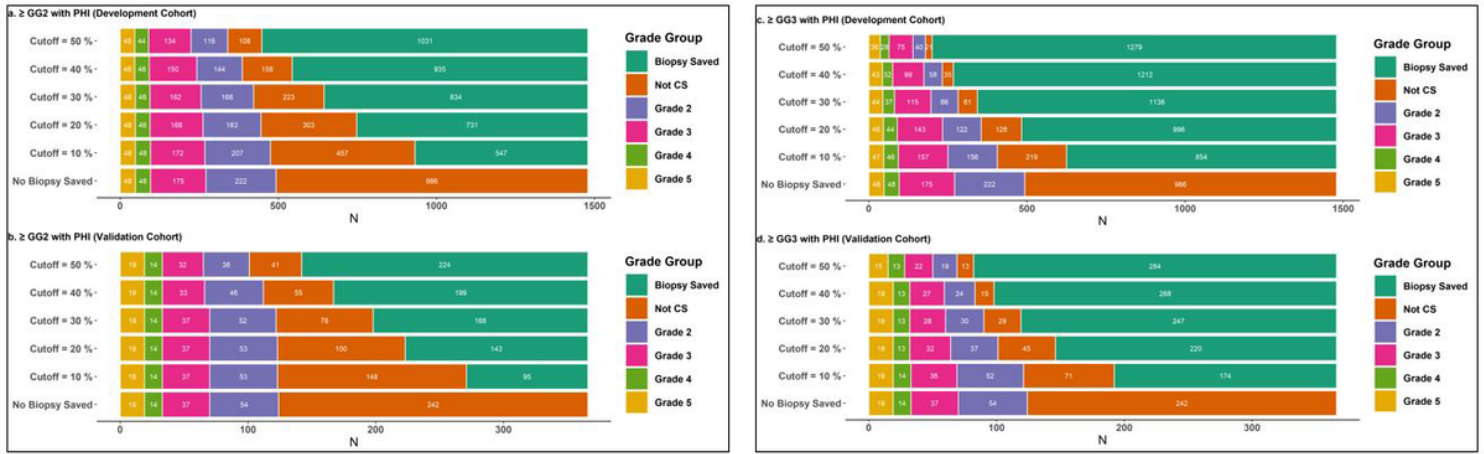 a. ≥ GG2 with PHI (Development Cohort)
Cutoff = 50 % 46 44 134 116 108 1031
Cutoff = 40 % 46 46 150 144 158 935
Cutoff = 30 % 48 46 162 166 223 834
Cutoff = 20 % 48 46 168 183 303 731
Cutoff = 10 % 48 48 172 207 457 547
No Biopsy Saved 48 48 175 222 986
0 500 1000 1500
N
Grade Group
Biopsy Saved
Not CS
Grade 2
Grade 3
Grade 4
Grade 5
b. ≥ GG2 with PHI (Validation Cohort)
Cutoff = 50 % 19 14 32 36 41 224
Cutoff = 40 % 19 14 33 46 55 199
Cutoff = 30 % 19 14 37 52 76 168
Cutoff = 20 % 19 14 37 53 100 143
Cutoff = 10 % 19 14 37 53 148 95
No Biopsy Saved 19 14 37 54 242
0 100 200 300
N
Grade Group
Biopsy Saved
Not CS
Grade 2
Grade 3
Grade 4
Grade 5
c. ≥ GG3 with PHI (Development Cohort)
Cutoff = 50 % 36 28 75 40 21 1279
Cutoff = 40 % 43 32 99 58 35 1212
Cutoff = 30 % 44 37 115 86 61 1136
Cutoff = 20 % 46 44 143 122 128 996
Cutoff = 10 % 47 46 157 156 219 854
No Biopsy Saved 48 48 175 222 986
0 500 1000 1500
N
Grade Group
Biopsy Saved
Not CS
Grade 2
Grade 3
Grade 4
Grade 5
d. ≥ GG3 with PHI (Validation Cohort)
Cutoff = 50 % 15 13 22 19 13 284
Cutoff = 40 % 19 13 27 24 15 268
Cutoff = 30 % 19 13 28 30 29 247
Cutoff = 20 % 19 13 32 37 45 220
Cutoff = 10 % 19 14 36 52 71 174
No Biopsy Saved 19 14 37 54 242
0 100 200 300
N
Grade Group
Biopsy Saved
Not CS
Grade 2
Grade 3
Grade 4
Grade 5